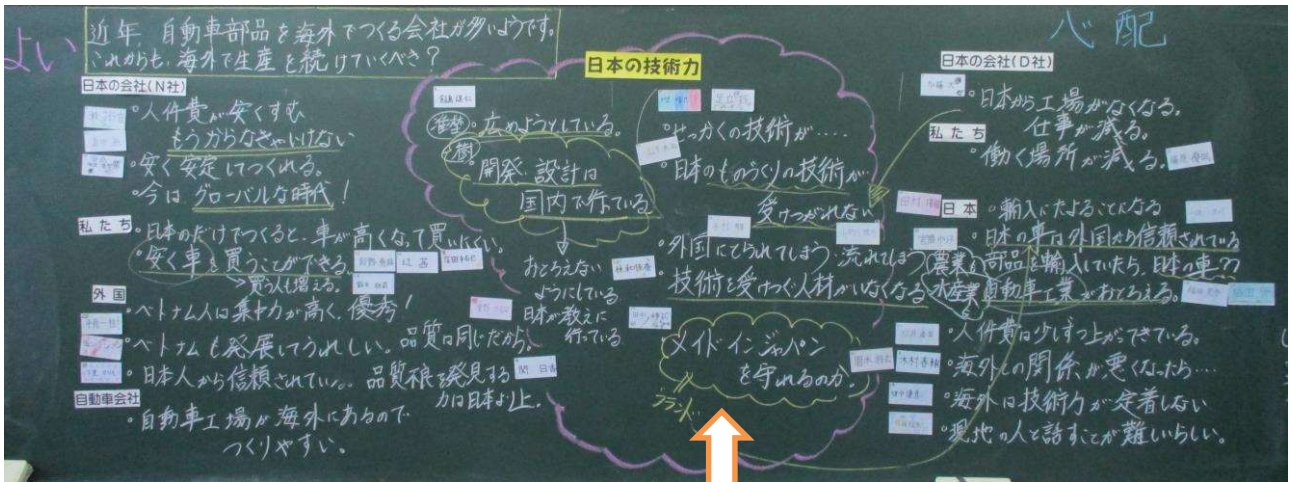 よい
近年、自動車部品を海外でつくる会社が多いようです。
これからも、海外で生産を続けていくべき？
日本の会社(N社)
。人件費が安くすむ
もうからなきゃいけない
。安く安定してつくれる。
。今はグローバルな時代！
私たち
。日本のだけでつくると、車が高くなって買いにくい。
安く車を買うことができる。
→買う人も増える。
外国
。ベトナム人は集中力が高く、優秀！
。ベトナムも発展してうれしい。品質は同じだから。
。日本人から信頼されている。品質不良を発見する
力は日本以上。
自動車会社
。自動車工場が海外にあるので
つくりやすい。
日本の技術力
。広めようとしている。
。開発、設計は
国内で行っている
↓
おとろえない
ようにしている
日本が教えに
行っている
。せっかくの技術が‥‥
。日本のものづくりの技術が
受けつがれない
。外国にとられてしまう、流れてしまう
。技術を受けつぐ人材がいなくなる
農業
水産業
メイドインジャパン
を守れるのか。
ブランド
心配
日本の会社(D社)
。日本から工場がなくなる。
仕事が減る。
私たち
。働く場所が減る。
日本
。輸入にたよることになる
。日本の車は外国から信頼されている
部品を輸入していたら、日本の車??
自動車工業がおとろえる。
。人件費は少しずつ上がってきている。
。海外との関係が悪くなったら…
。海外は技術力が定着しない
。現地の人と話すことが難しいらしい。